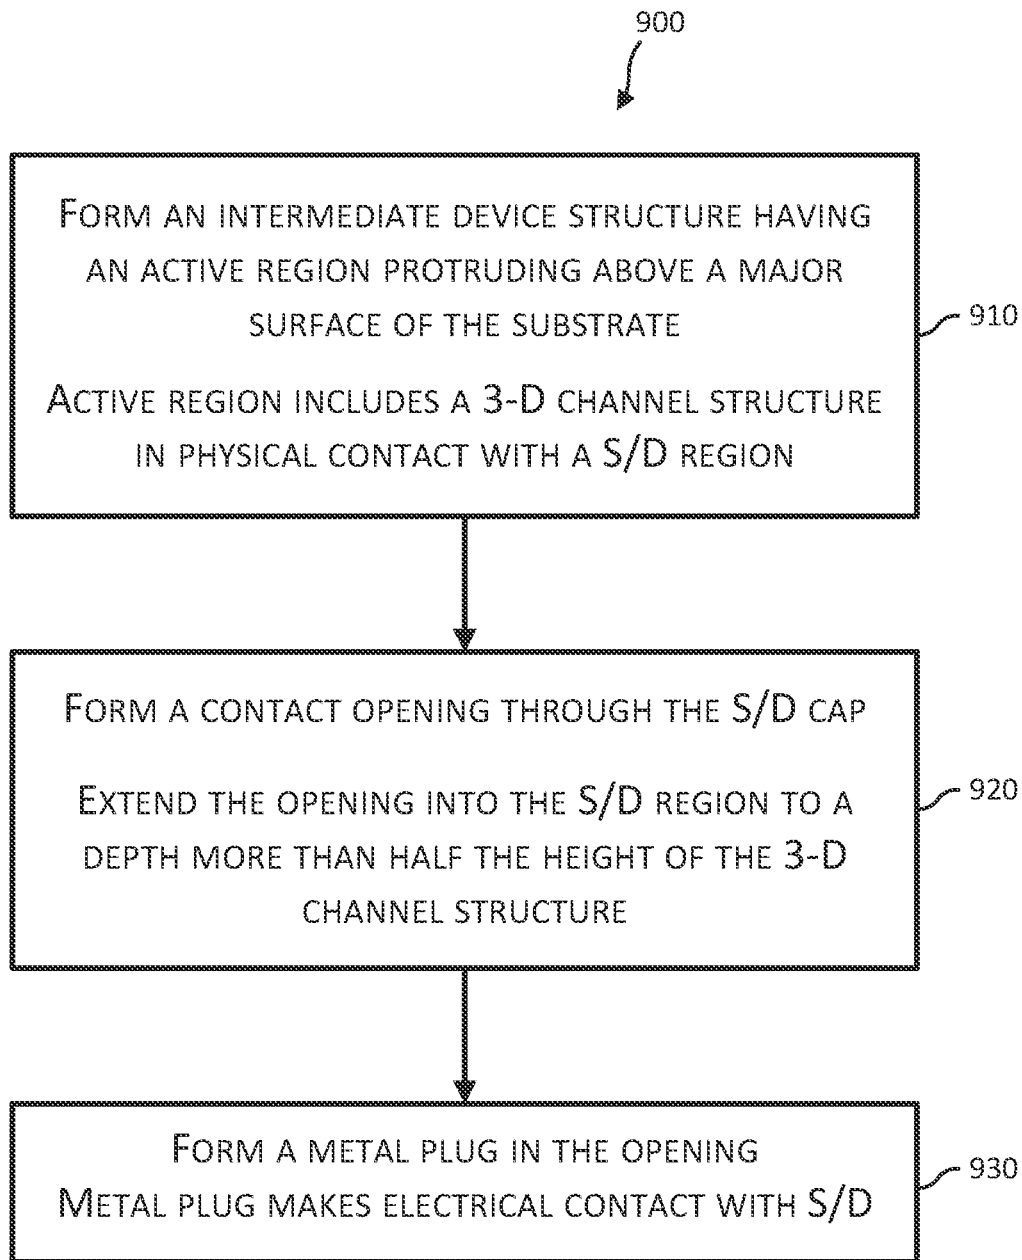 900
FORM AN INTERMEDIATE DEVICE STRUCTURE HAVING
AN ACTIVE REGION PROTRUDING ABOVE A MAJOR
SURFACE OF THE SUBSTRATE
ACTIVE REGION INCLUDES A 3-D CHANNEL STRUCTURE
IN PHYSICAL CONTACT WITH A S/D REGION
910
FORM A CONTACT OPENING THROUGH THE S/D CAP
EXTEND THE OPENING INTO THE S/D REGION TO A
DEPTH MORE THAN HALF THE HEIGHT OF THE 3-D
CHANNEL STRUCTURE
920
FORM A METAL PLUG IN THE OPENING
METAL PLUG MAKES ELECTRICAL CONTACT WITH S/D
930